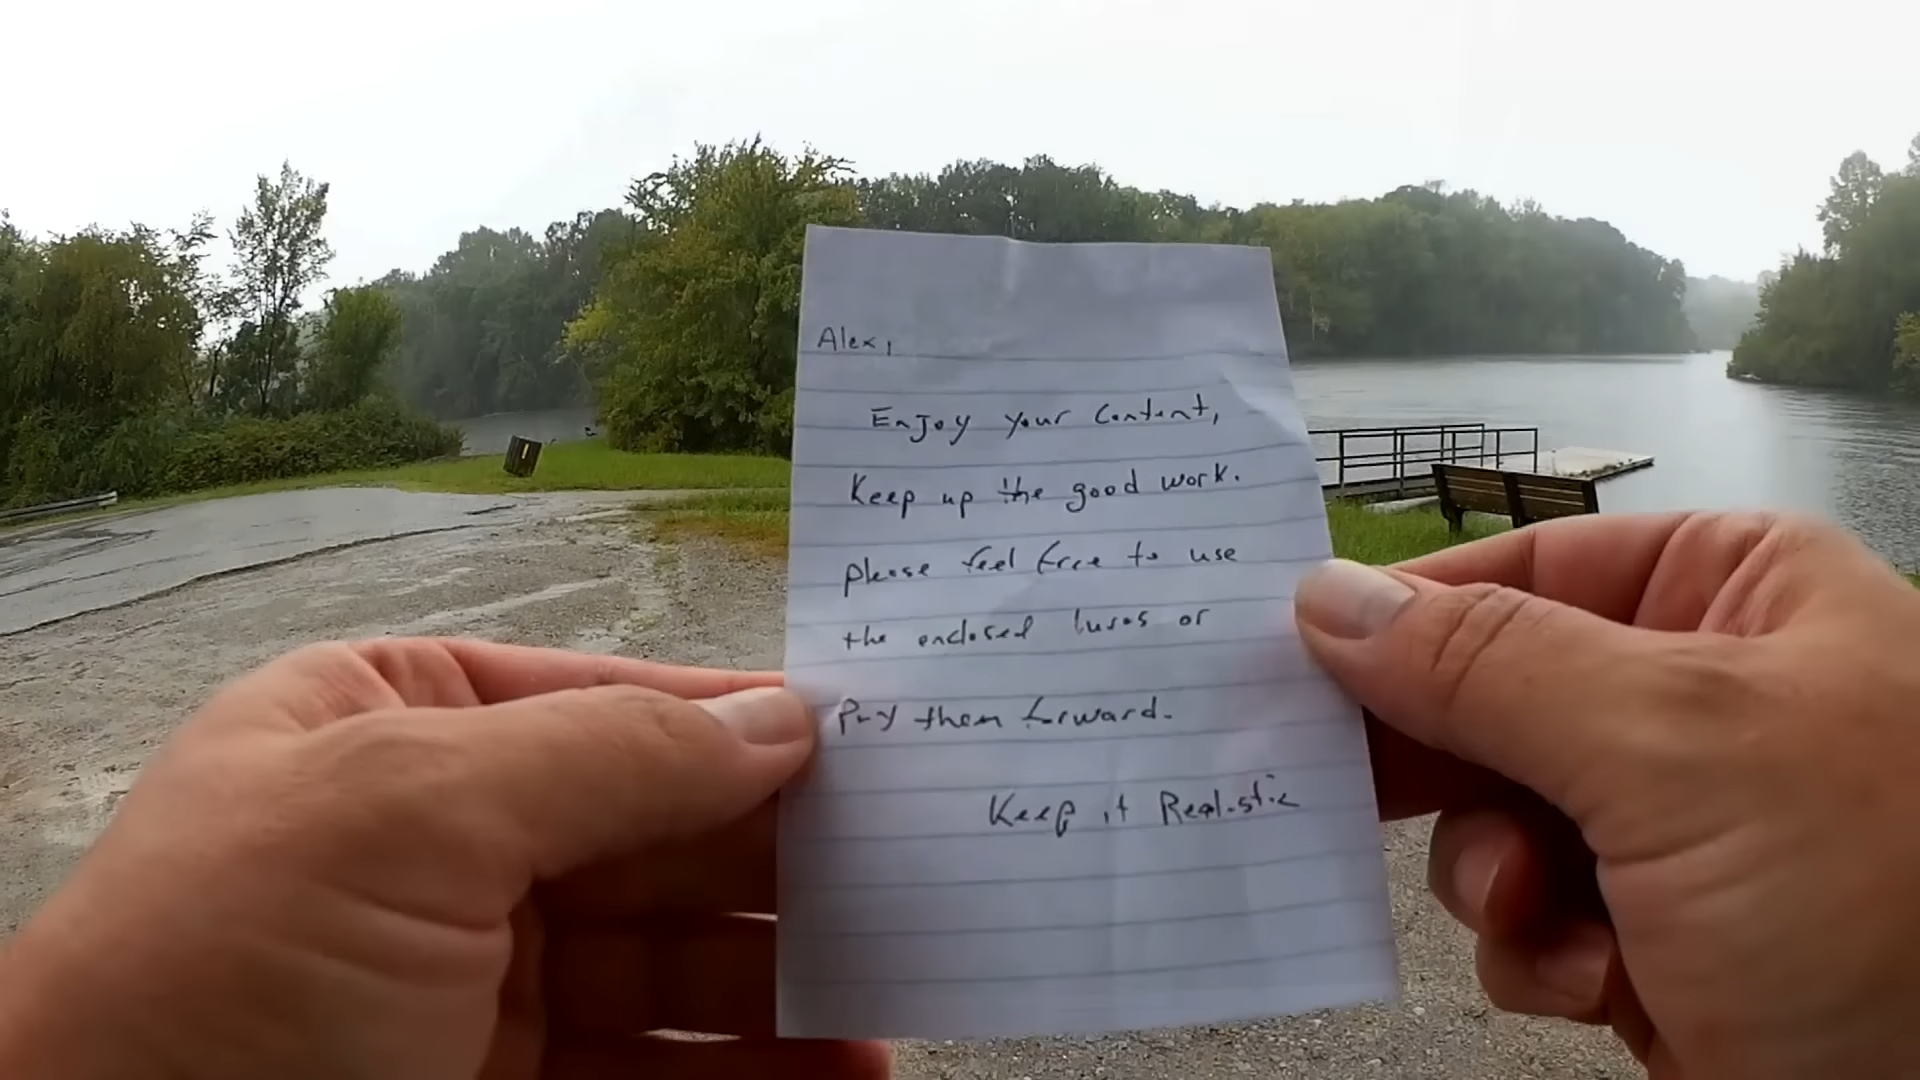 Alex,
Enjoy your Content,
Keep up the good work.
please feel free to use
the enclosed lures or
Pay them forward.
Keep it Realistic